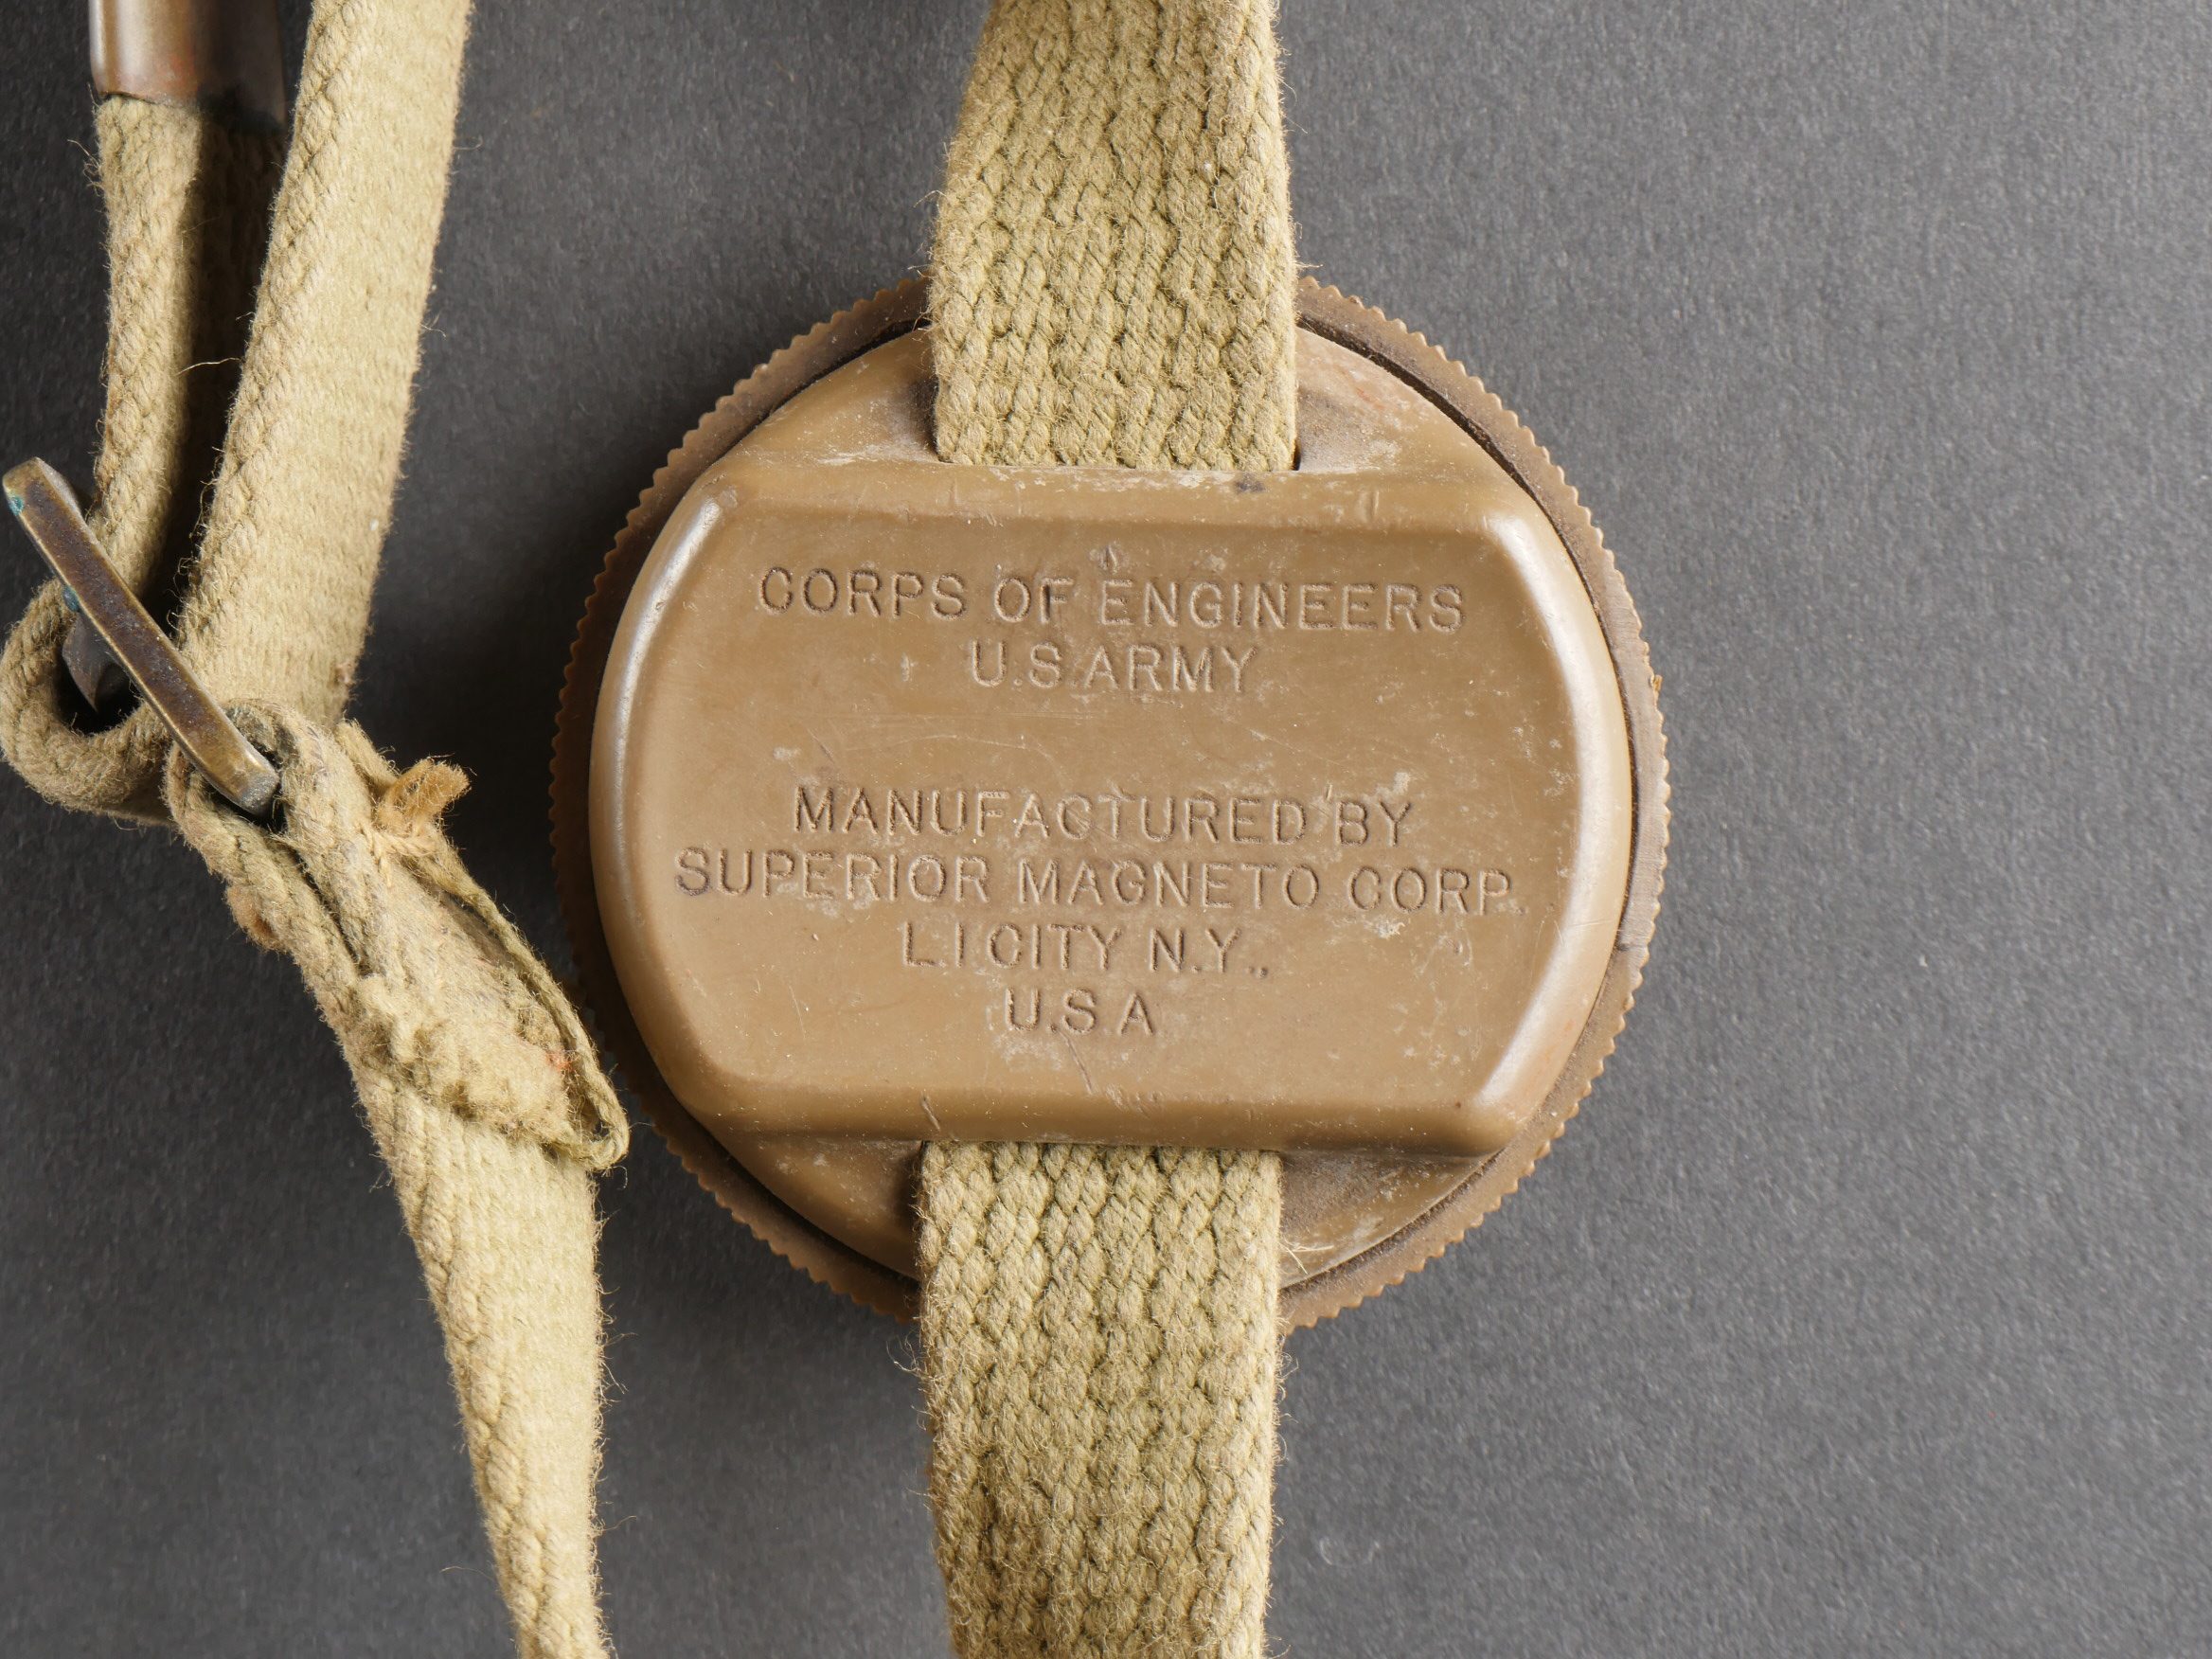 CORPS OF ENGINEERS
U.S.ARMY
MANUFACTURED BY
SUPERIOR MAGNETO CORP.
L.I CITY N.Y.,
U.S A